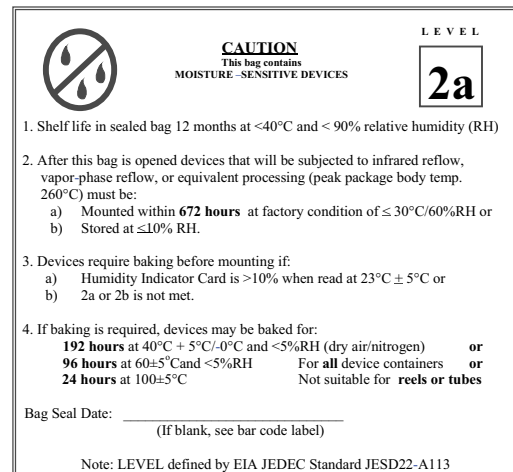 LEVEL
CAUTION
This bag contains
MOISTURE –SENSITIVE DEVICES
2a
1. Shelf life in sealed bag 12 months at <40°C and < 90% relative humidity (RH)
2. After this bag is opened devices that will be subjected to infrared reflow,
vapor-phase reflow, or equivalent processing (peak package body temp.
260°C) must be:
a) Mounted within 672 hours at factory condition of ≤ 30°C/60%RH or
b) Stored at ≤10% RH.
3. Devices require baking before mounting if:
a) Humidity Indicator Card is >10% when read at 23°C ± 5°C or
b) 2a or 2b is not met.
4. If baking is required, devices may be baked for:
192 hours at 40°C + 5°C/-0°C and <5%RH (dry air/nitrogen) or
96 hours at 60±5°Cand <5%RH For all device containers or
24 hours at 100±5°C Not suitable for reels or tubes
Bag Seal Date: ______________________________
(If blank, see bar code label)
Note: LEVEL defined by EIA JEDEC Standard JESD22-A113